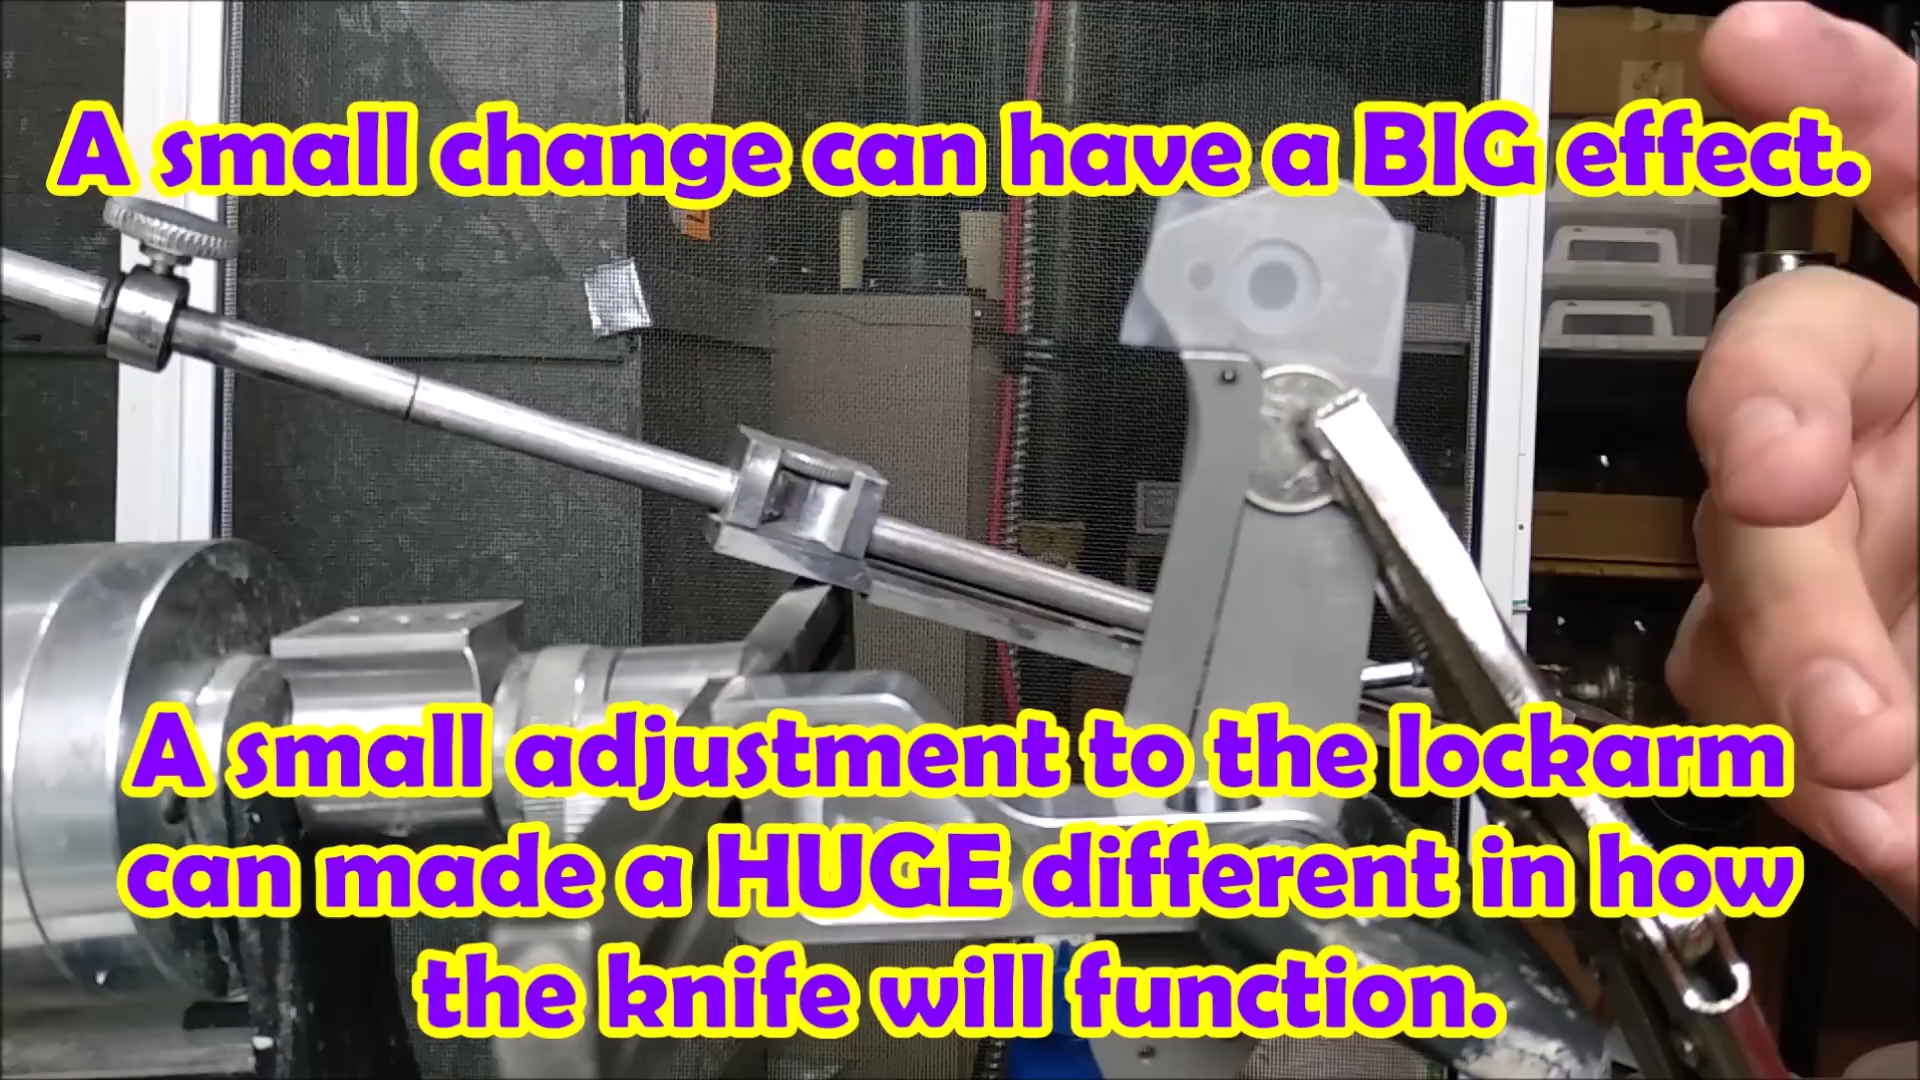 A small change can have a BIG effect.
A small adjustment to the lockarm
can made a HUGE different in how
the knife will function.